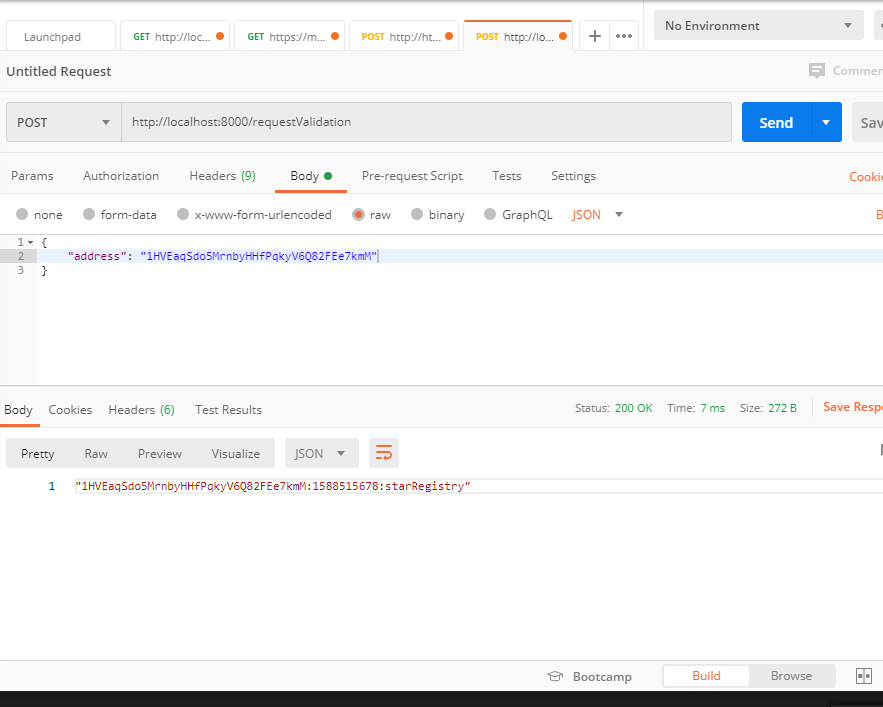 Launchpad GET http://loc... GET https://m... POST http://ht... POST http://lo... + ••• No Environment
Untitled Request Commen
POST http://localhost:8000/requestValidation Send Sav
Params Authorization Headers (9) Body Pre-request Script Tests Settings Cookie
none form-data x-www-form-urlencoded raw binary GraphQL JSON B
1 {
2 "address": "1HVEaqSdo5MrnbyHHfPqkyV6Q82FEe7kmM"
3 }
Body Cookies Headers (6) Test Results Status: 200 OK Time: 7 ms Size: 272 B Save Respo
Pretty Raw Preview Visualize JSON
1 "1HVEaqSdo5MrnbyHHfPqkyV6Q82FEe7kmM:1588515678:starRegistry"
Bootcamp Build Browse